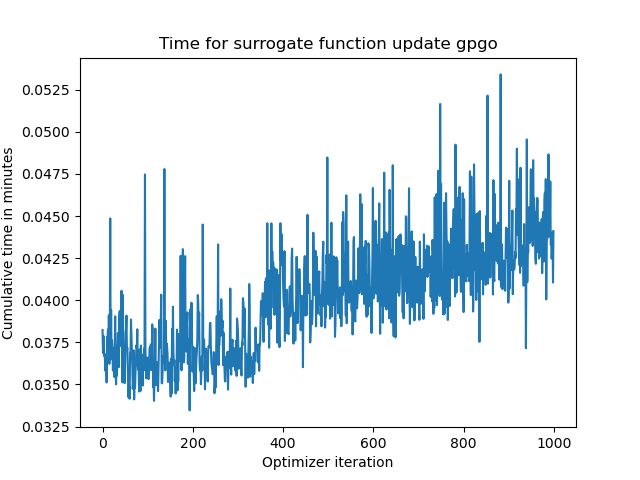 Time for surrogate function update gpgo
Cumulative time in minutes
0.0525
0.0500
0.0475
0.0450
0.0425
0.0400
0.0375
0.0350
0.0325
0 200 400 600 800 1000
Optimizer iteration